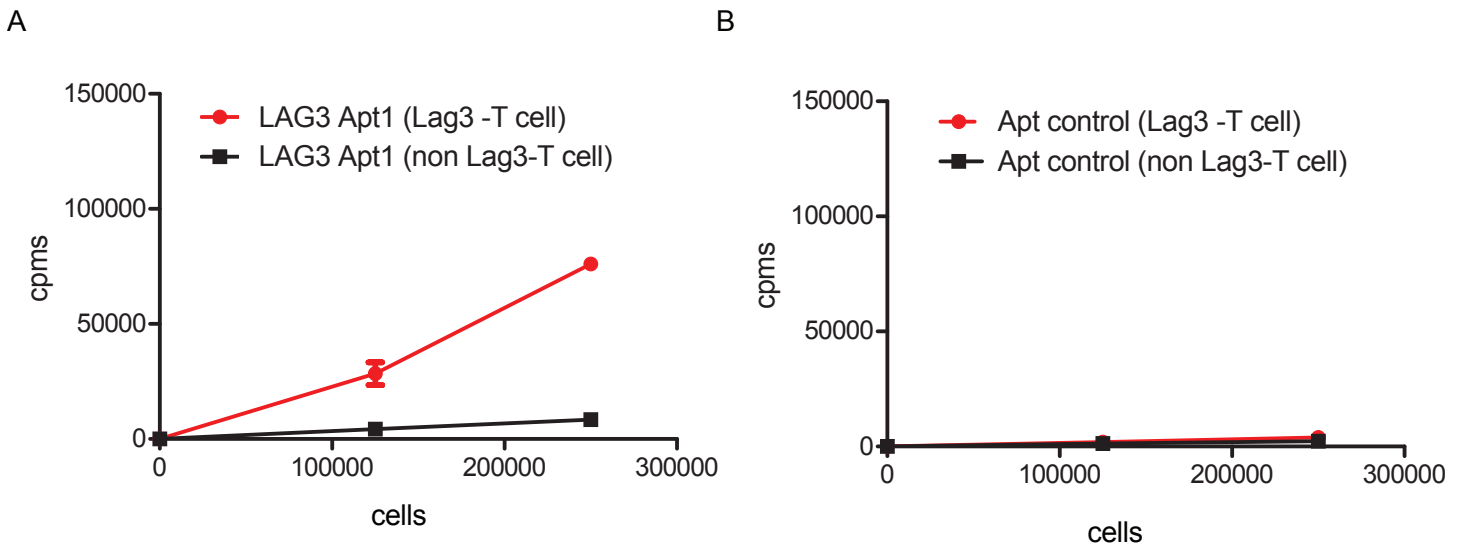 A
B
150000
100000
50000
0
cpms
LAG3 Apt1 (Lag3 -T cell)
LAG3 Apt1 (non Lag3-T cell)
0
100000
200000
300000
cells
150000
100000
50000
0
cpms
Apt control (Lag3 -T cell)
Apt control (non Lag3-T cell)
0
100000
200000
300000
cells